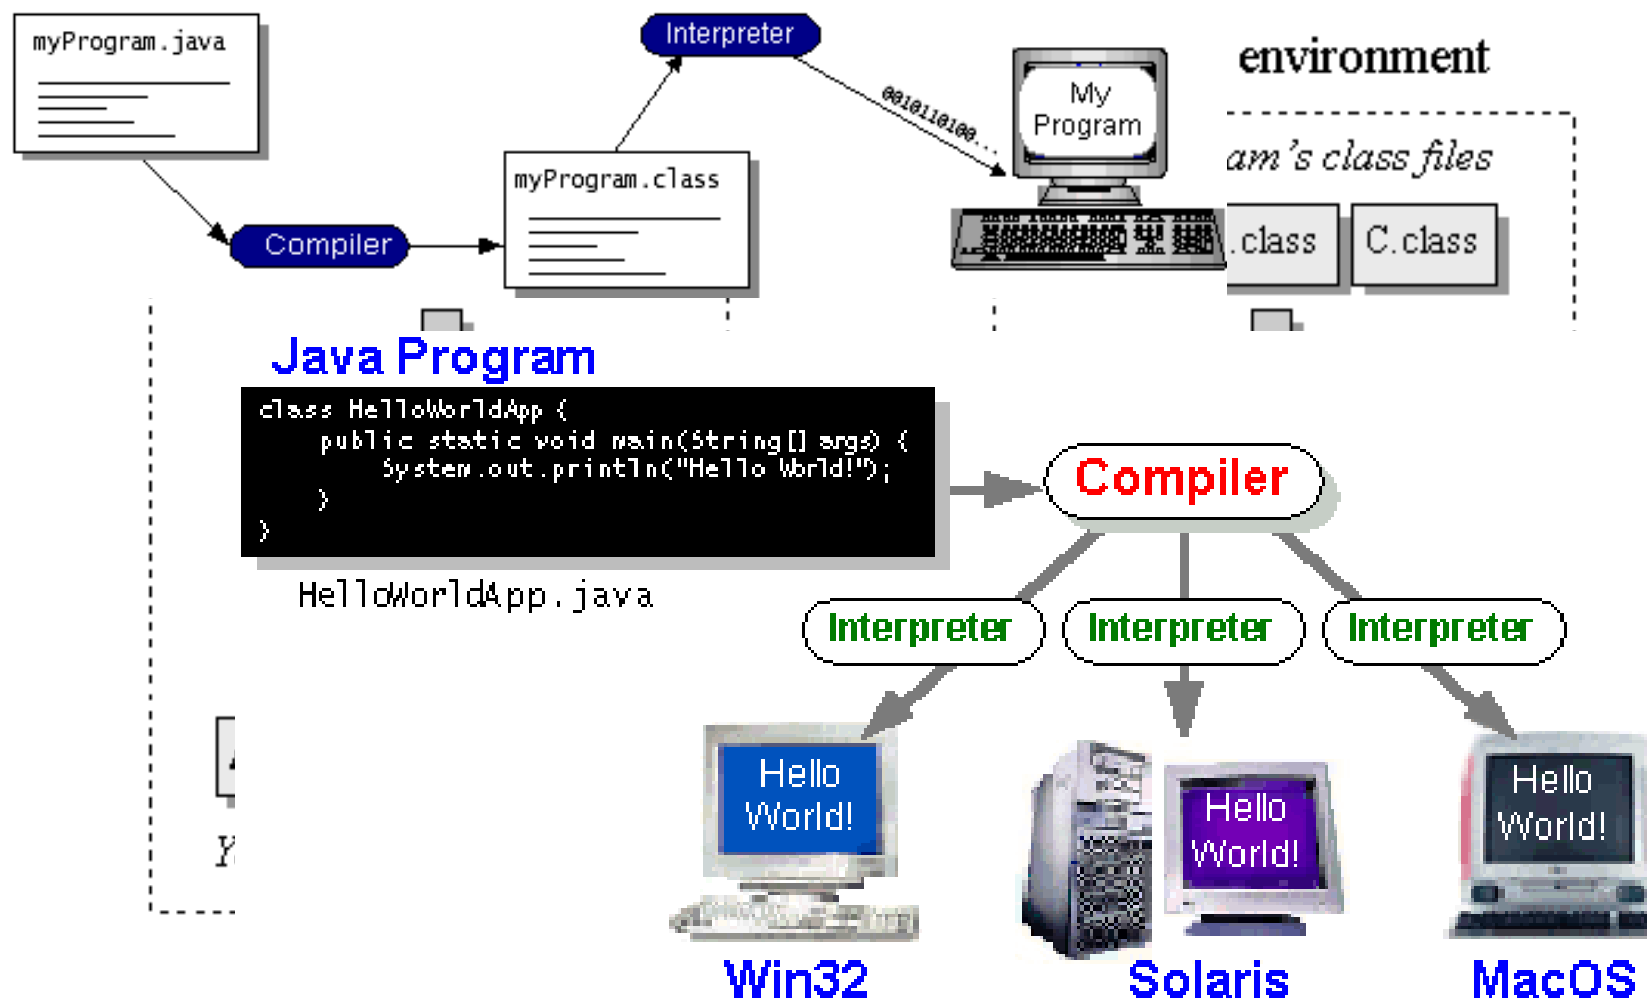 myProgram.java
Interpreter
environment
My
Program
0010110100...
am's class files
myProgram.class
Compiler
.class
C.class
Java Program
class HelloWorldApp {
public static void main(String[] args) {
System.out.println("Hello World!");
}
}
Compiler
HelloWorldApp.java
Interpreter
Interpreter
Interpreter
Hello
World!
Hello
World!
Hello
World!
Y
Win32
Solaris
MacOS